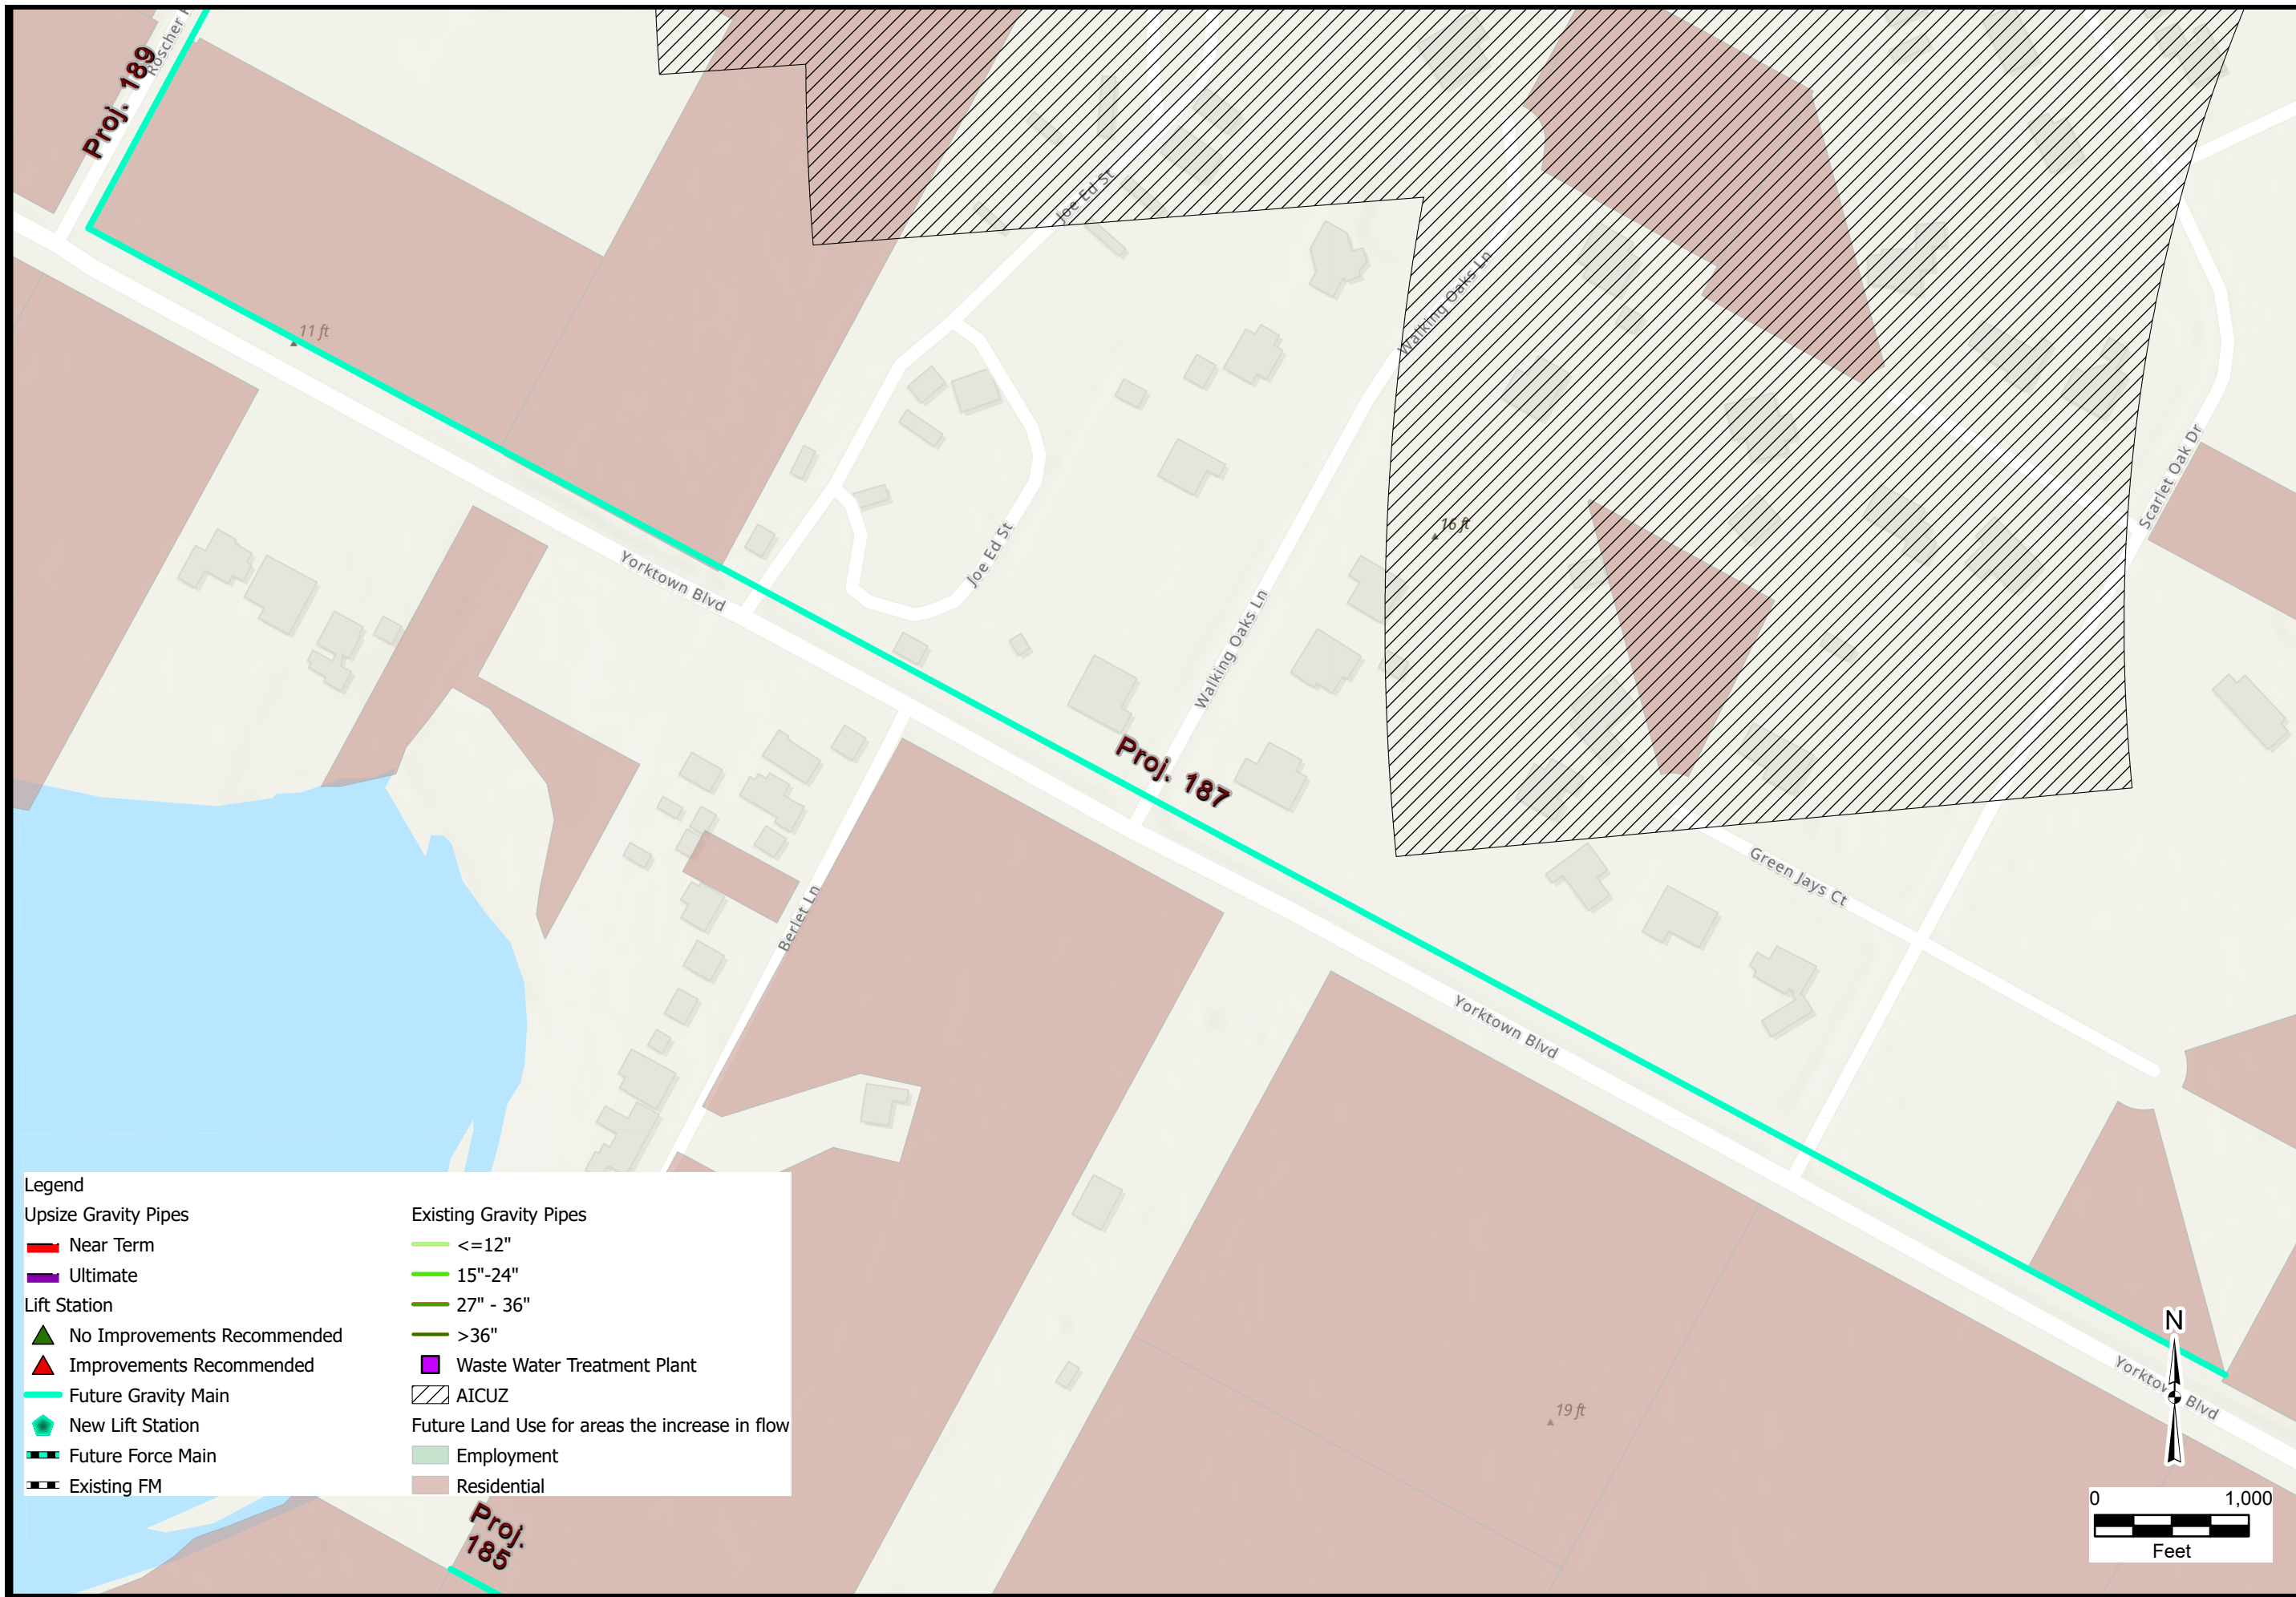 Roscher
Proj. 189
Joe Ed St
Walking Oaks Ln
11 ft
Scarlet Oak Dr
16 ft
Joe Ed St
Yorktown Blvd
Walking Oaks Ln
Proj. 187
Green Jays Ct
Berlet Ln
Yorktown Blvd
Yorktown Blvd
19 ft
Legend
Upsize Gravity Pipes
Near Term
Ultimate
Lift Station
No Improvements Recommended
Improvements Recommended
Future Gravity Main
New Lift Station
Future Force Main
Existing FM
Existing Gravity Pipes
<=12"
15"-24"
27" - 36"
>36"
Waste Water Treatment Plant
AICUZ
Future Land Use for areas the increase in flow
Employment
Residential
Proj.
185
N
0 1,000
Feet